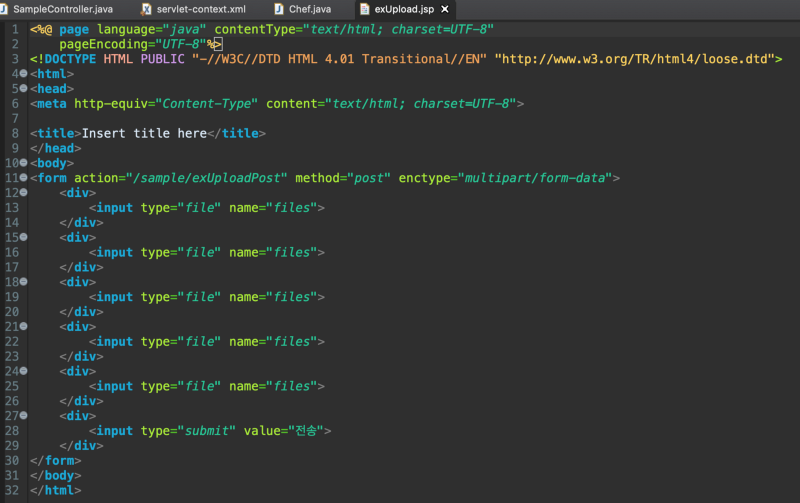 SampleController.java servlet-context.xml Chef.java exUpload.jsp
1 <%@ page language="java" contentType="text/html; charset=UTF-8"
2     pageEncoding="UTF-8"%>
3 <!DOCTYPE HTML PUBLIC "-//W3C//DTD HTML 4.01 Transitional//EN" "http://www.w3.org/TR/html4/loose.dtd">
4 <html>
5 <head>
6 <meta http-equiv="Content-Type" content="text/html; charset=UTF-8">
7
8 <title>Insert title here</title>
9 </head>
10 <body>
11 <form action="/sample/exUploadPost" method="post" enctype="multipart/form-data">
12     <div>
13         <input type="file" name="files">
14     </div>
15     <div>
16         <input type="file" name="files">
17     </div>
18     <div>
19         <input type="file" name="files">
20     </div>
21     <div>
22         <input type="file" name="files">
23     </div>
24     <div>
25         <input type="file" name="files">
26     </div>
27     <div>
28         <input type="submit" value="전송">
29     </div>
30 </form>
31 </body>
32 </html>